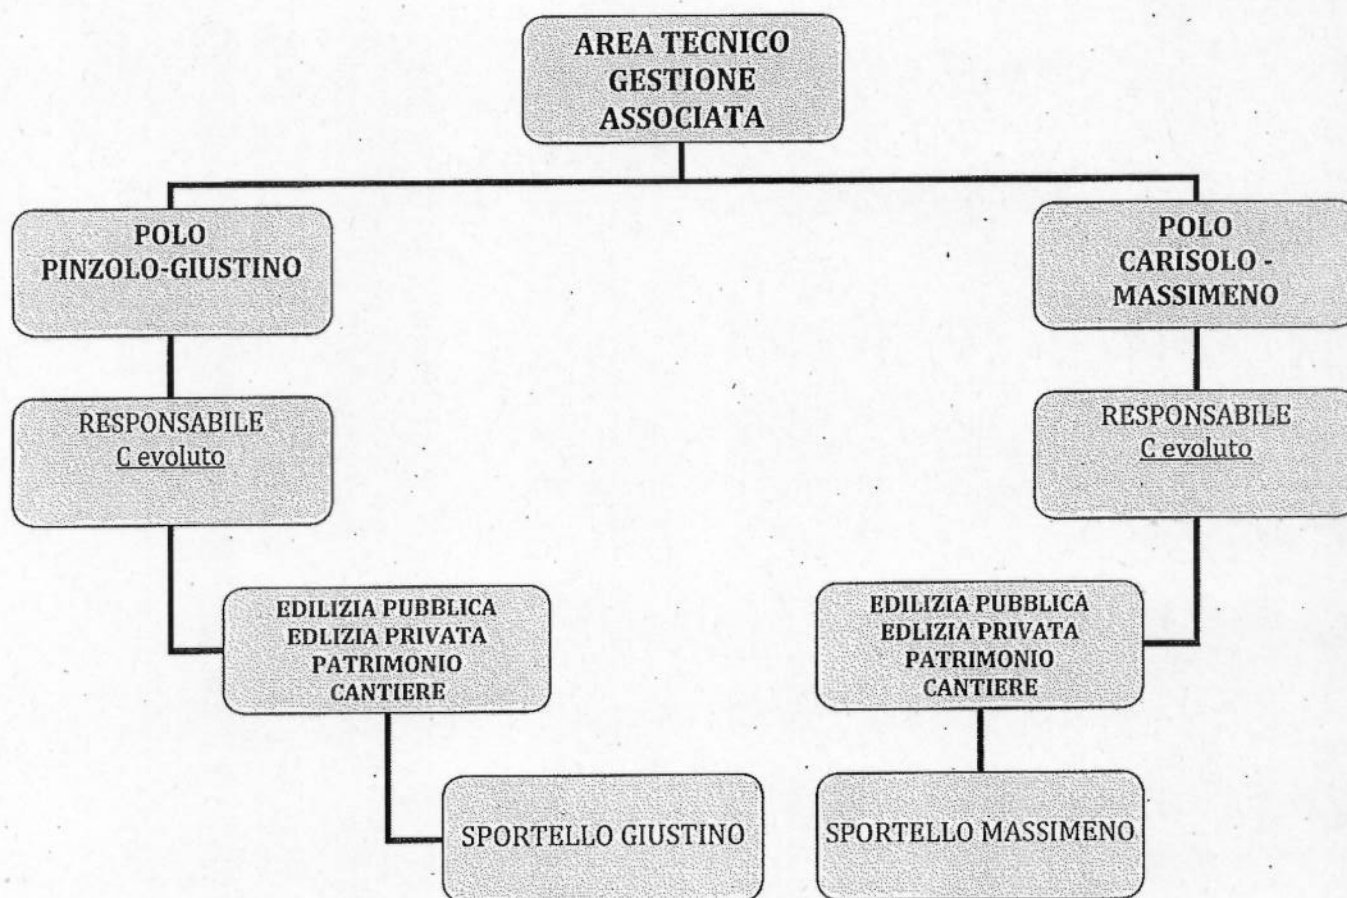 AREA TECNICO
GESTIONE
ASSOCIATA
POLO
PINZOLO-GIUSTINO
POLO
CARISOLO -
MASSIMENO
RESPONSABILE
C evoluto
RESPONSABILE
C evoluto
EDILIZIA PUBBLICA
EDLIZIA PRIVATA
PATRIMONIO
CANTIERE
EDILIZIA PUBBLICA
EDLIZIA PRIVATA
PATRIMONIO
CANTIERE
SPORTELLO GIUSTINO
SPORTELLO MASSIMENO